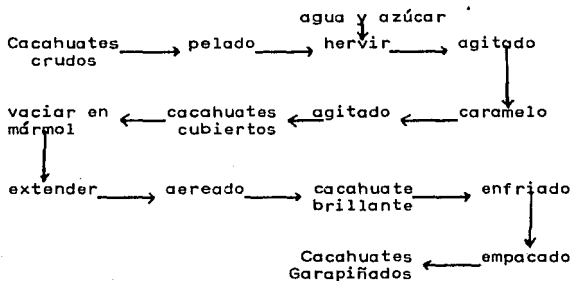 agua y azúcar
Cacahuates crudos
pelado
hervir
agitado
caramelo
agitado
cacahuates cubiertos
vaciar en mármol
extender
aereado
cacahuate brillante
enfriado
empacado
Cacahuates Garapiñados